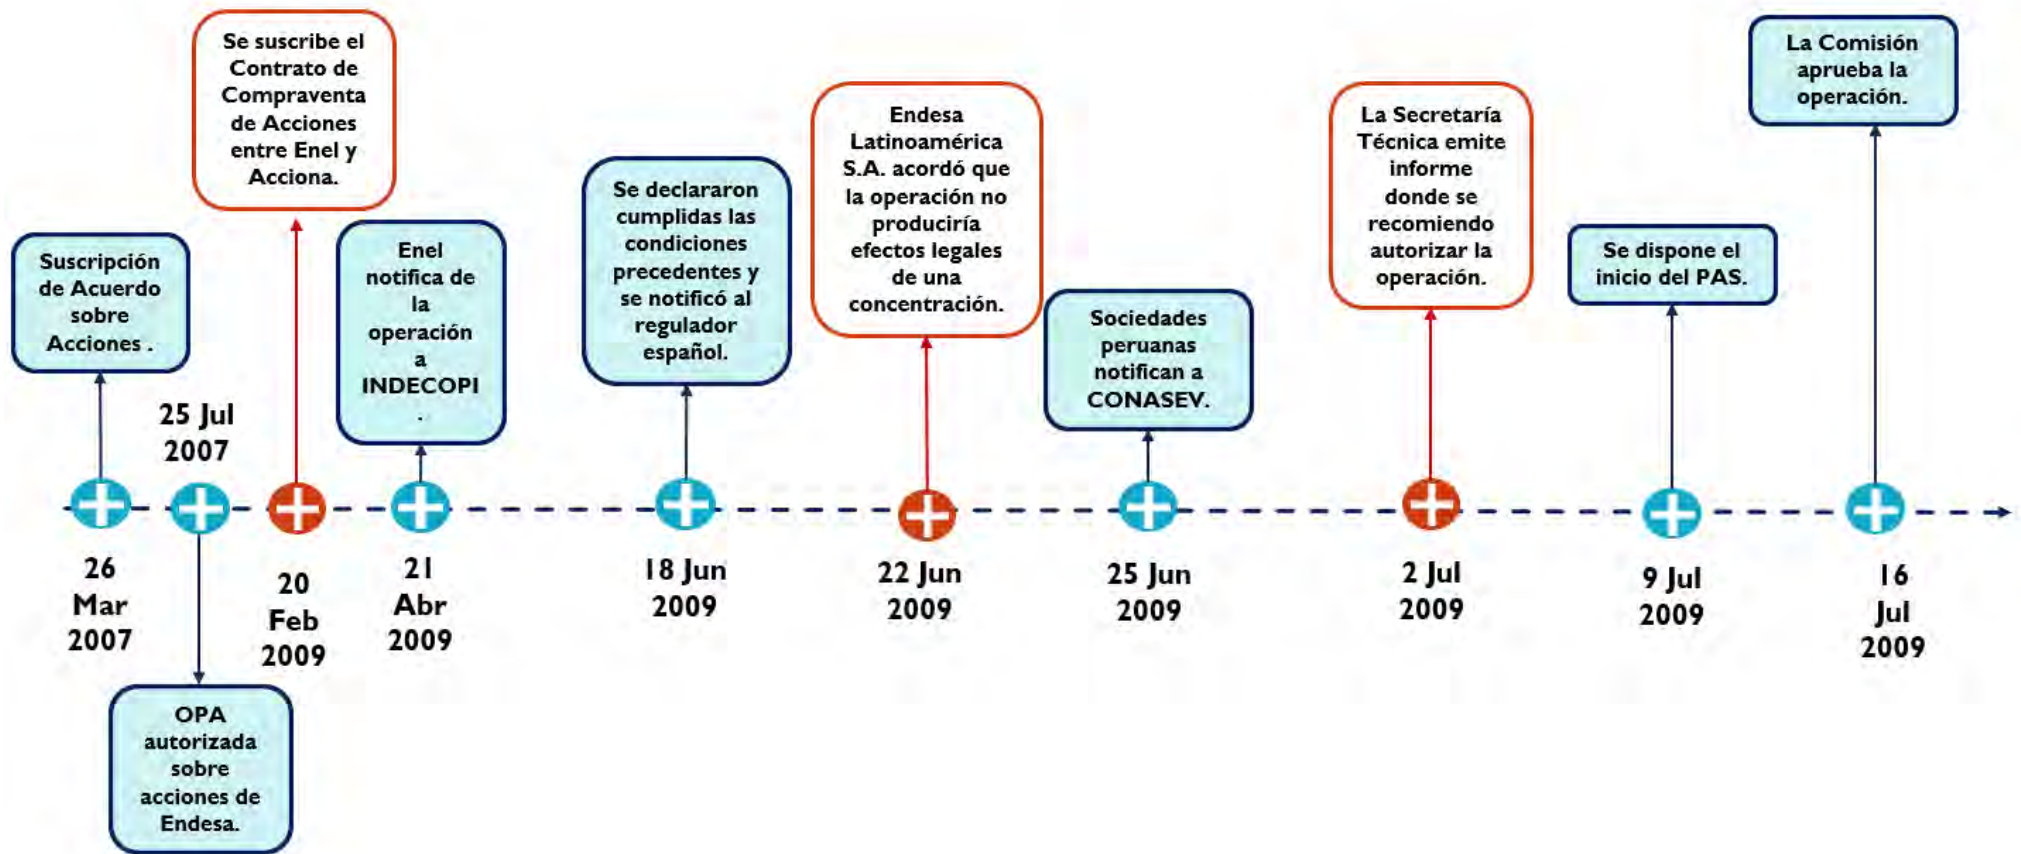 Suscripción
de Acuerdo
sobre
Acciones .
26
Mar
2007
25 Jul
2007
OPA
autorizada
sobre
acciones de
Endesa.
Se suscribe el
Contrato de
Compraventa
de Acciones
entre Enel y
Acciona.
20
Feb
2009
Enel
notifica de
la
operación
a
INDECOPI
.
21
Abr
2009
Se declararon
cumplidas las
condiciones
precedentes y
se notificó al
regulador
español.
18 Jun
2009
Endesa
Latinoamérica
S.A. acordó que
la operación no
produciría
efectos legales
de una
concentración.
22 Jun
2009
Sociedades
peruanas
notifican a
CONASEV.
25 Jun
2009
La Secretaría
Técnica emite
informe
donde se
recomiendo
autorizar la
operación.
2 Jul
2009
Se dispone el
inicio del PAS.
9 Jul
2009
La Comisión
aprueba la
operación.
16
Jul
2009